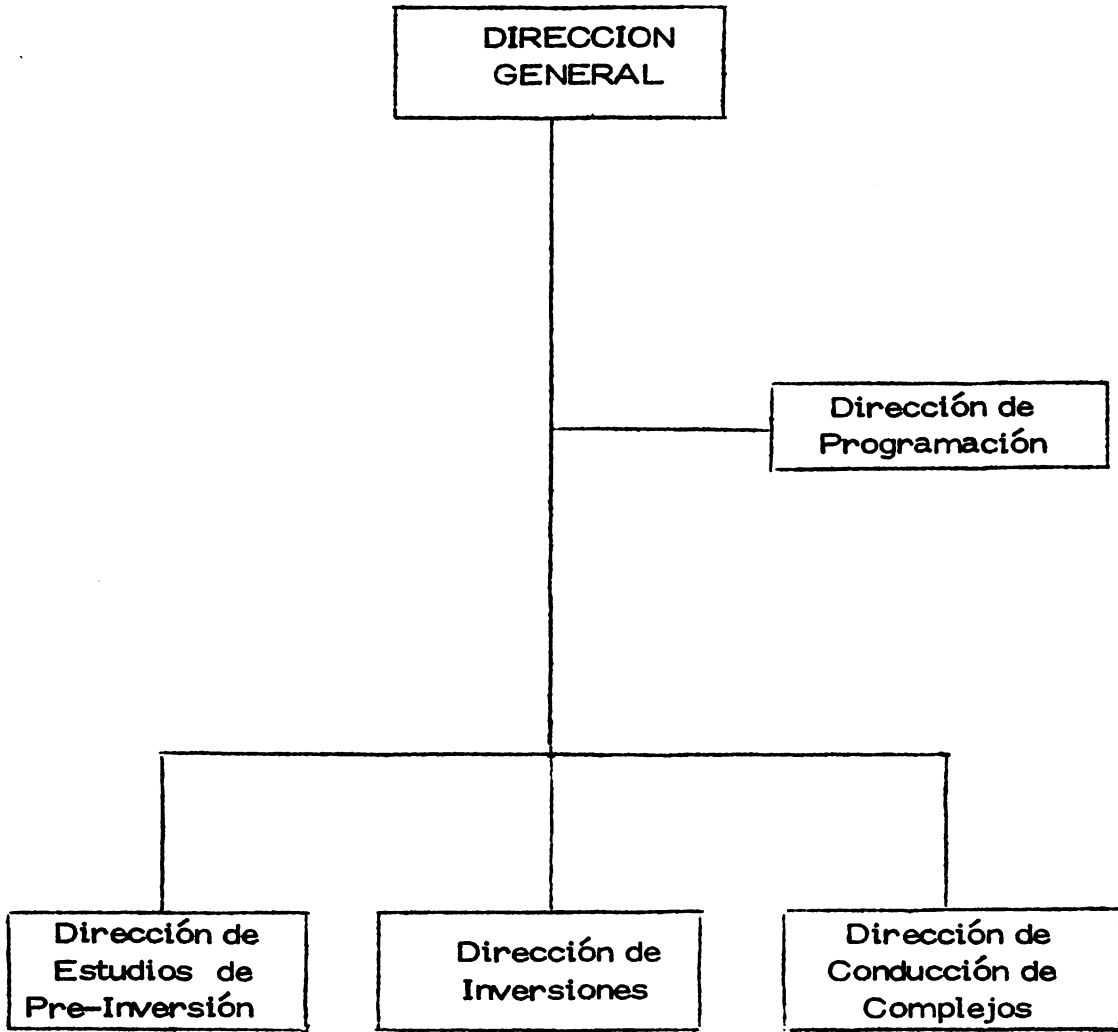 DIRECCION
GENERAL
Dirección de
Programación
Dirección de
Estudios de
Pre-Inversión
Dirección de
Inversiones
Dirección de
Conducción de
Complejos